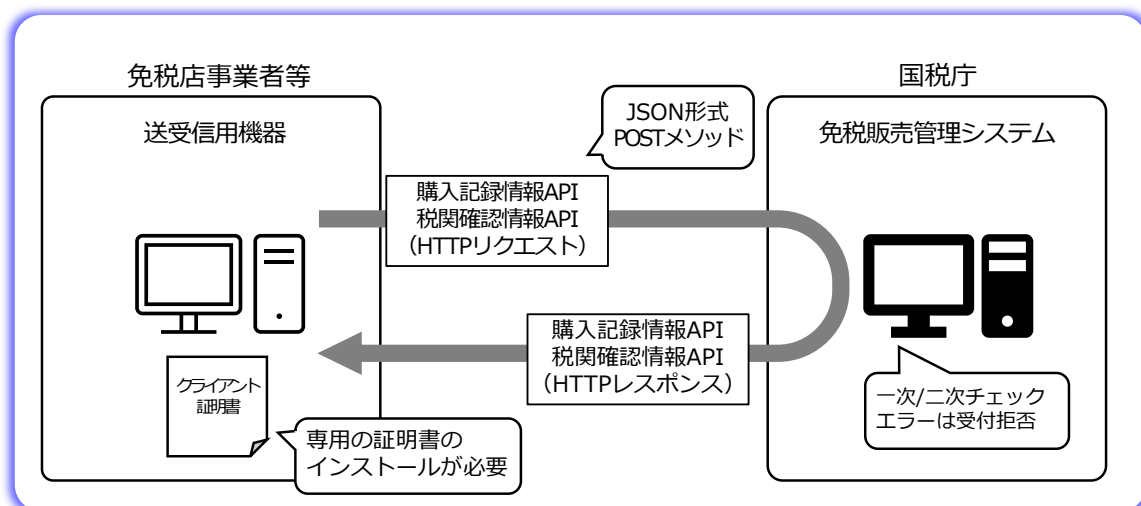 免税店事業者等
国税庁
送受信用機器
JSON形式
POSTメソッド
免税販売管理システム
購入記録情報API
税関確認情報API
（HTTPリクエスト）
購入記録情報API
税関確認情報API
（HTTPレスポンス）
クライアント
証明書
専用の証明書の
インストールが必要
一次/二次チェック
エラーは受付拒否